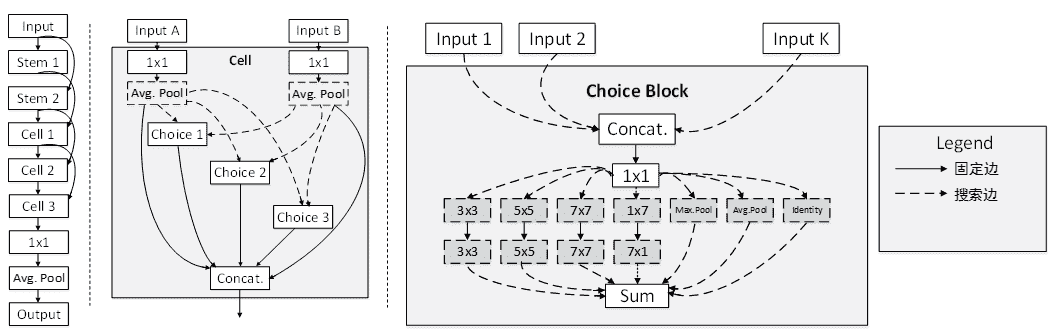 Input
Stem 1
Stem 2
Cell 1
Cell 2
Cell 3
1x1
Avg. Pool
Output
Input A
Input B
Cell
1x1
1x1
Avg. Pool
Avg. Pool
Choice 1
Choice 2
Choice 3
Concat.
Input 1
Input 2
Input K
Choice Block
Concat.
1x1
3x3
5x5
7x7
1x7
Max.Pool
Avg.Pool
Identity
3x3
5x5
7x7
7x1
Sum
Legend
固定边
搜索边